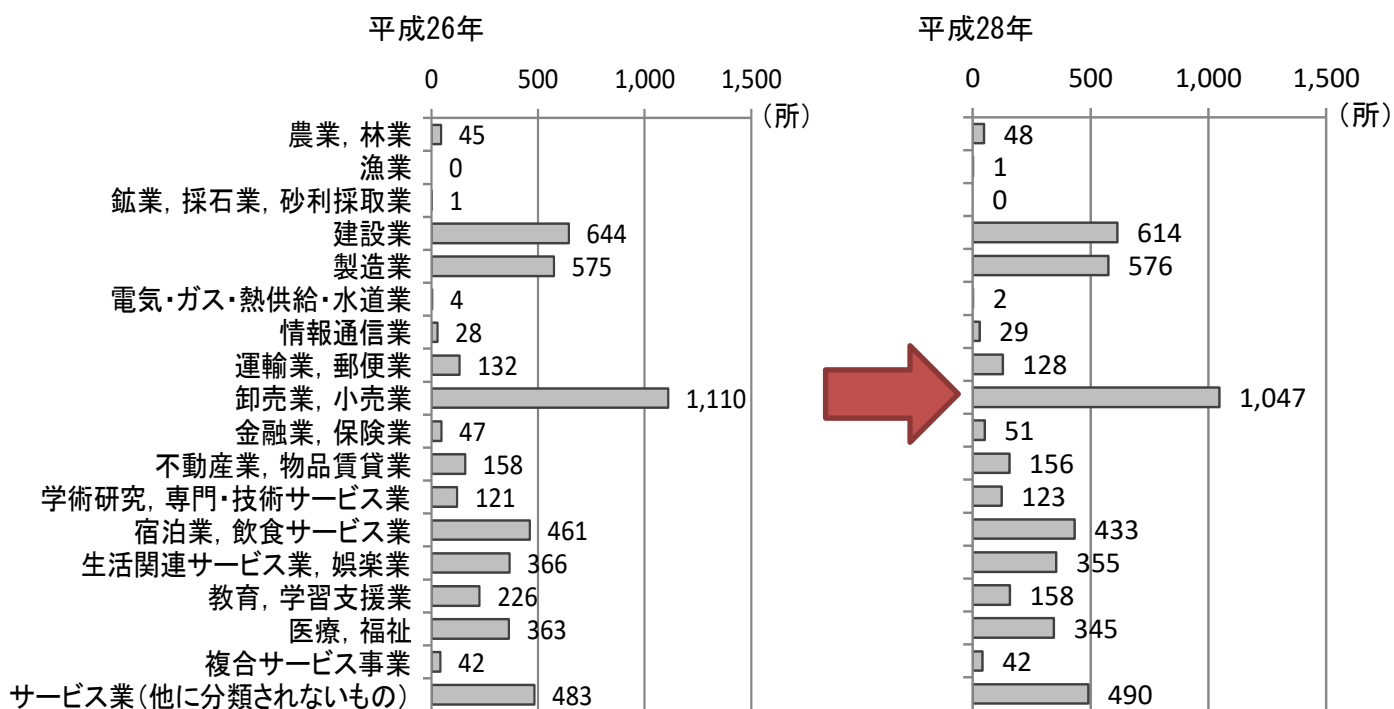 平成26年 平成28年
0 500 1,000 1,500 0 500 1,000 1,500
(所) (所)
農業, 林業 45 48
漁業 0 1
鉱業, 採石業, 砂利採取業 1 0
建設業 644 614
製造業 575 576
電気・ガス・熱供給・水道業 4 2
情報通信業 28 29
運輸業, 郵便業 132 128
卸売業, 小売業 1,110 1,047
金融業, 保険業 47 51
不動産業, 物品賃貸業 158 156
学術研究, 専門・技術サービス業 121 123
宿泊業, 飲食サービス業 461 433
生活関連サービス業, 娯楽業 366 355
教育, 学習支援業 226 158
医療, 福祉 363 345
複合サービス事業 42 42
サービス業(他に分類されないもの) 483 490